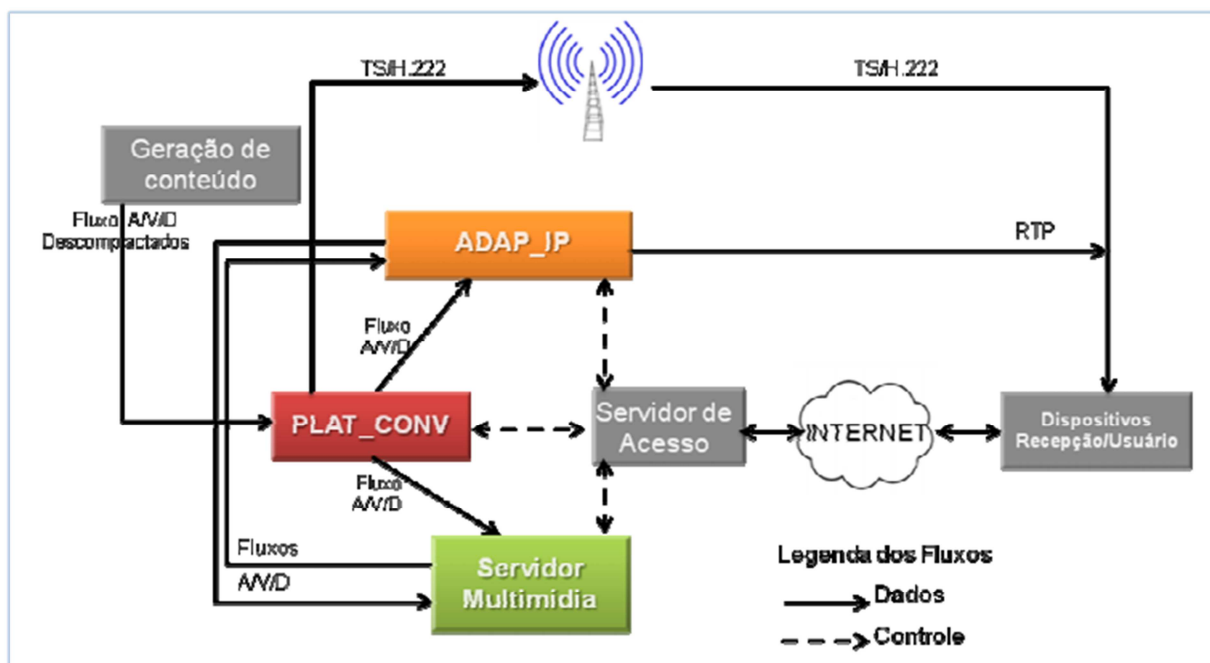 TS/H.222
TS/H.222
Geração de
conteúdo
Fluxo A/V/D
Descompactados
ADAP_IP
RTP
Fluxo
A/V/D
PLAT_CONV
Servidor de
Acesso
INTERNET
Dispositivos
Recepção/Usuário
Fluxo
A/V/D
Fluxos
A/V/D
Servidor
Multimidia
Legenda dos Fluxos
Dados
Controle